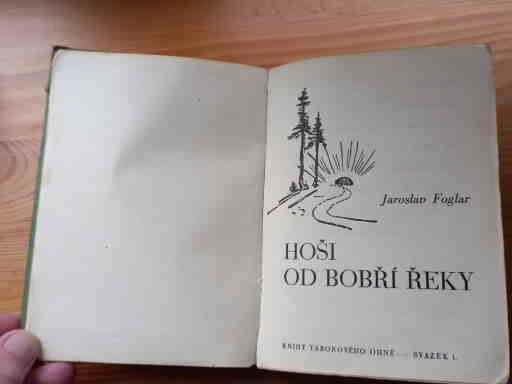 Jaroslav Foglar
HOŠI
OD BOBŘÍ ŘEKY
KNIHY TÁBOROVÉHO OHNĚ — SVAZEK 1.